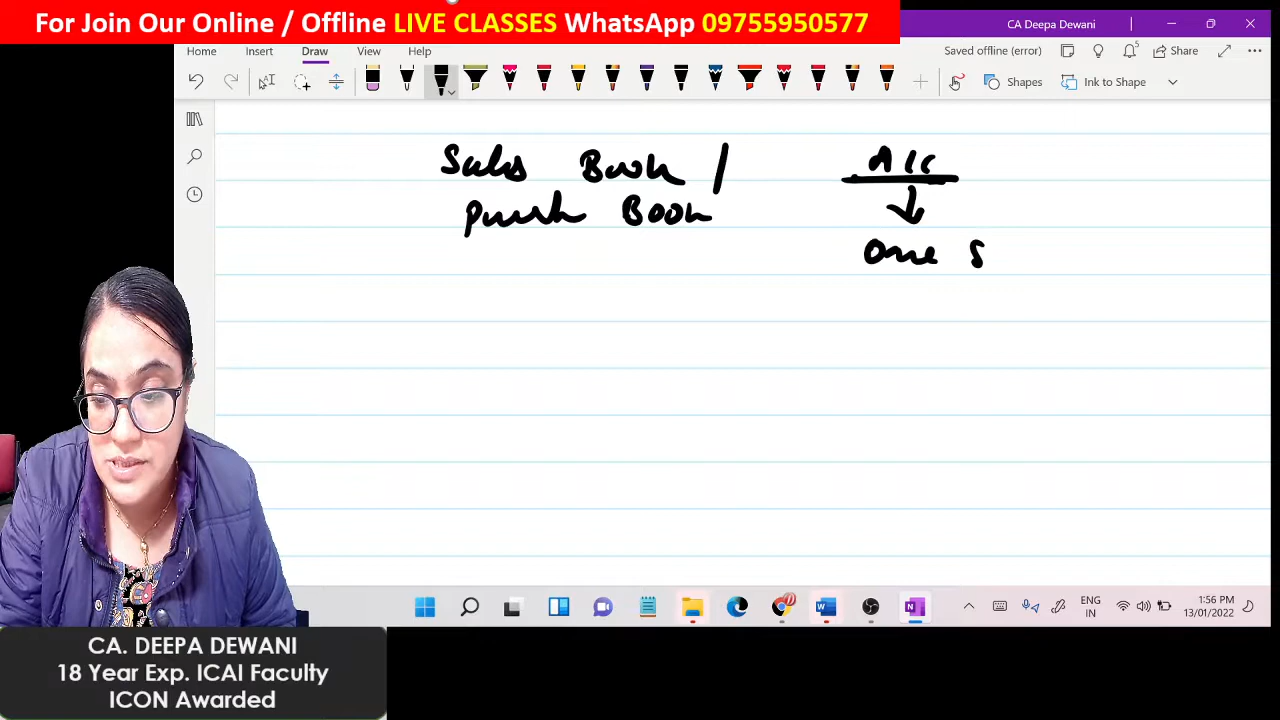 For Join Our Online / Offline LIVE CLASSES WhatsApp 09755950577
CA Deepa Dewani
Home Insert Draw View Help
Saved offline (error)
5
Share
Shapes
Ink to Shape
Sales Book /
Purch Book
A/c
one s
ENG
IN
1:56 PM
13/01/2022
CA. DEEPA DEWANI
18 Year Exp. ICAI Faculty
ICON Awarded